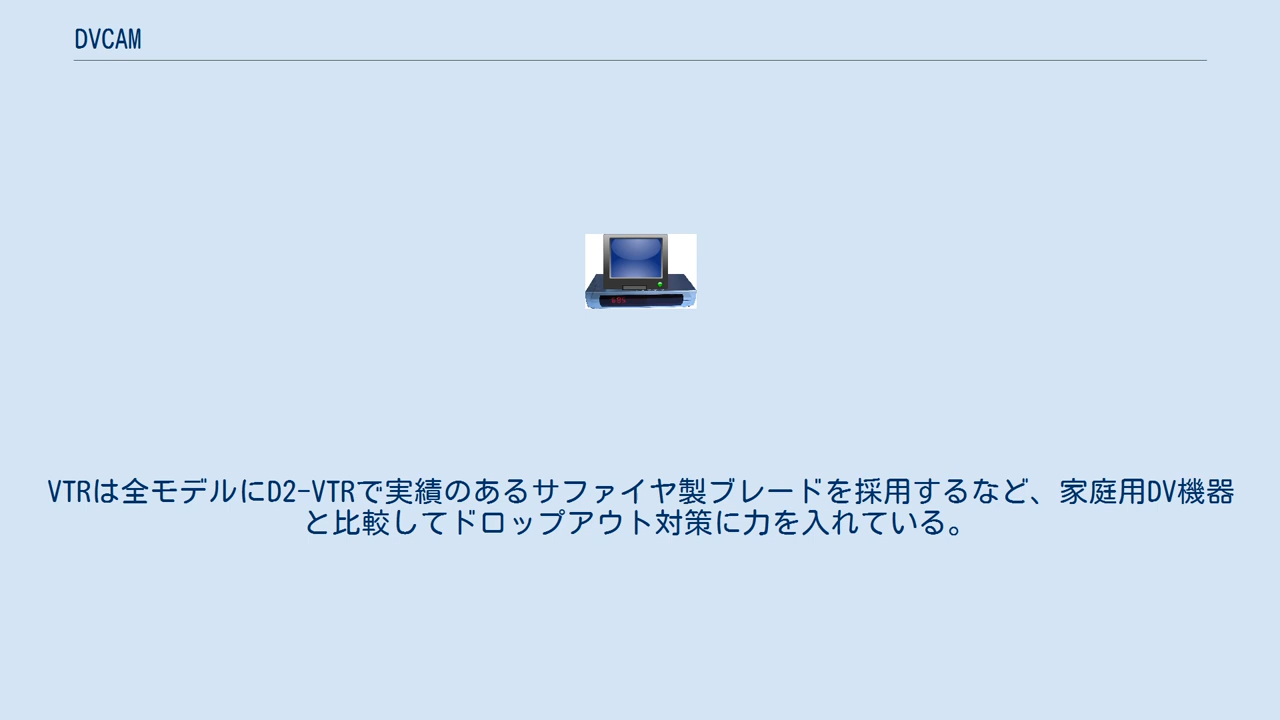 DVCAM
VTRは全モデルにD2-VTRで実績のあるサファイヤ製ブレードを採用するなど、家庭用DV機器
と比較してドロップアウト対策に力を入れている。